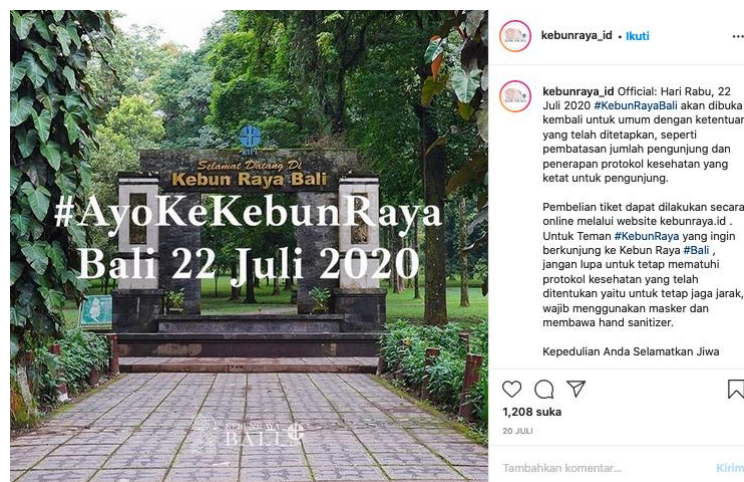 Selamat Datang Di
Kebun Raya Bali
#AyoKeKebunRaya
Bali 22 Juli 2020
KEBUN RAYA
BALI
kebunraya_id • Ikuti
kebunraya_id Official: Hari Rabu, 22
Juli 2020 #KebunRayaBali akan dibuka
kembali untuk umum dengan ketentuan
yang telah ditetapkan, seperti
pembatasan jumlah pengunjung dan
penerapan protokol kesehatan yang
ketat untuk pengunjung.
Pembelian tiket dapat dilakukan secara
online melalui website kebunraya.id .
Untuk Teman #KebunRaya yang ingin
berkunjung ke Kebun Raya #Bali ,
jangan lupa untuk tetap mematuhi
protokol kesehatan yang telah
ditentukan yaitu untuk tetap jaga jarak,
wajib menggunakan masker dan
membawa hand sanitizer.
Kepedulian Anda Selamatkan Jiwa
1,208 suka
20 JULI
Tambahkan komentar...
Kirim